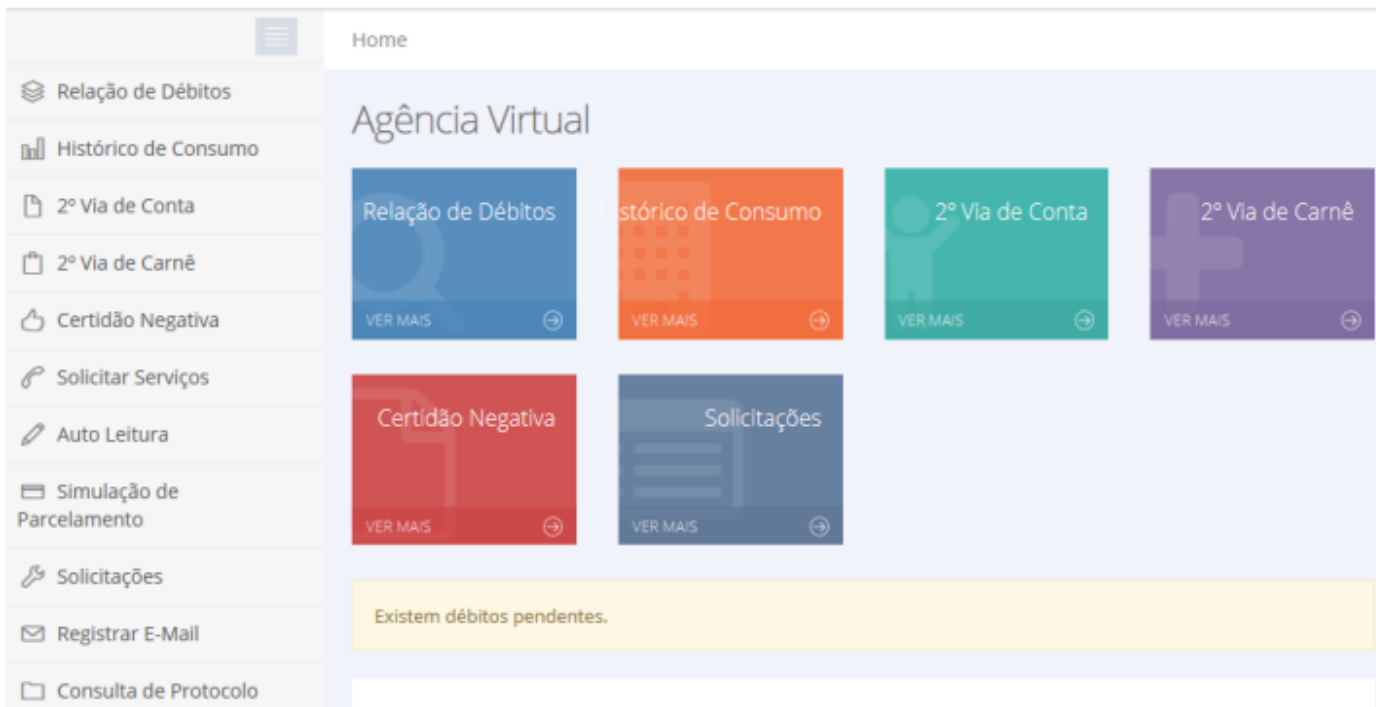 Home
Relação de Débitos
Histórico de Consumo
2º Via de Conta
2º Via de Carnê
Certidão Negativa
Solicitar Serviços
Auto Leitura
Simulação de
Parcelamento
Solicitações
Registrar E-Mail
Consulta de Protocolo
Agência Virtual
Relação de Débitos
VER MAIS
Histórico de Consumo
VER MAIS
2º Via de Conta
VER MAIS
2º Via de Carnê
VER MAIS
Certidão Negativa
VER MAIS
Solicitações
VER MAIS
Existem débitos pendentes.